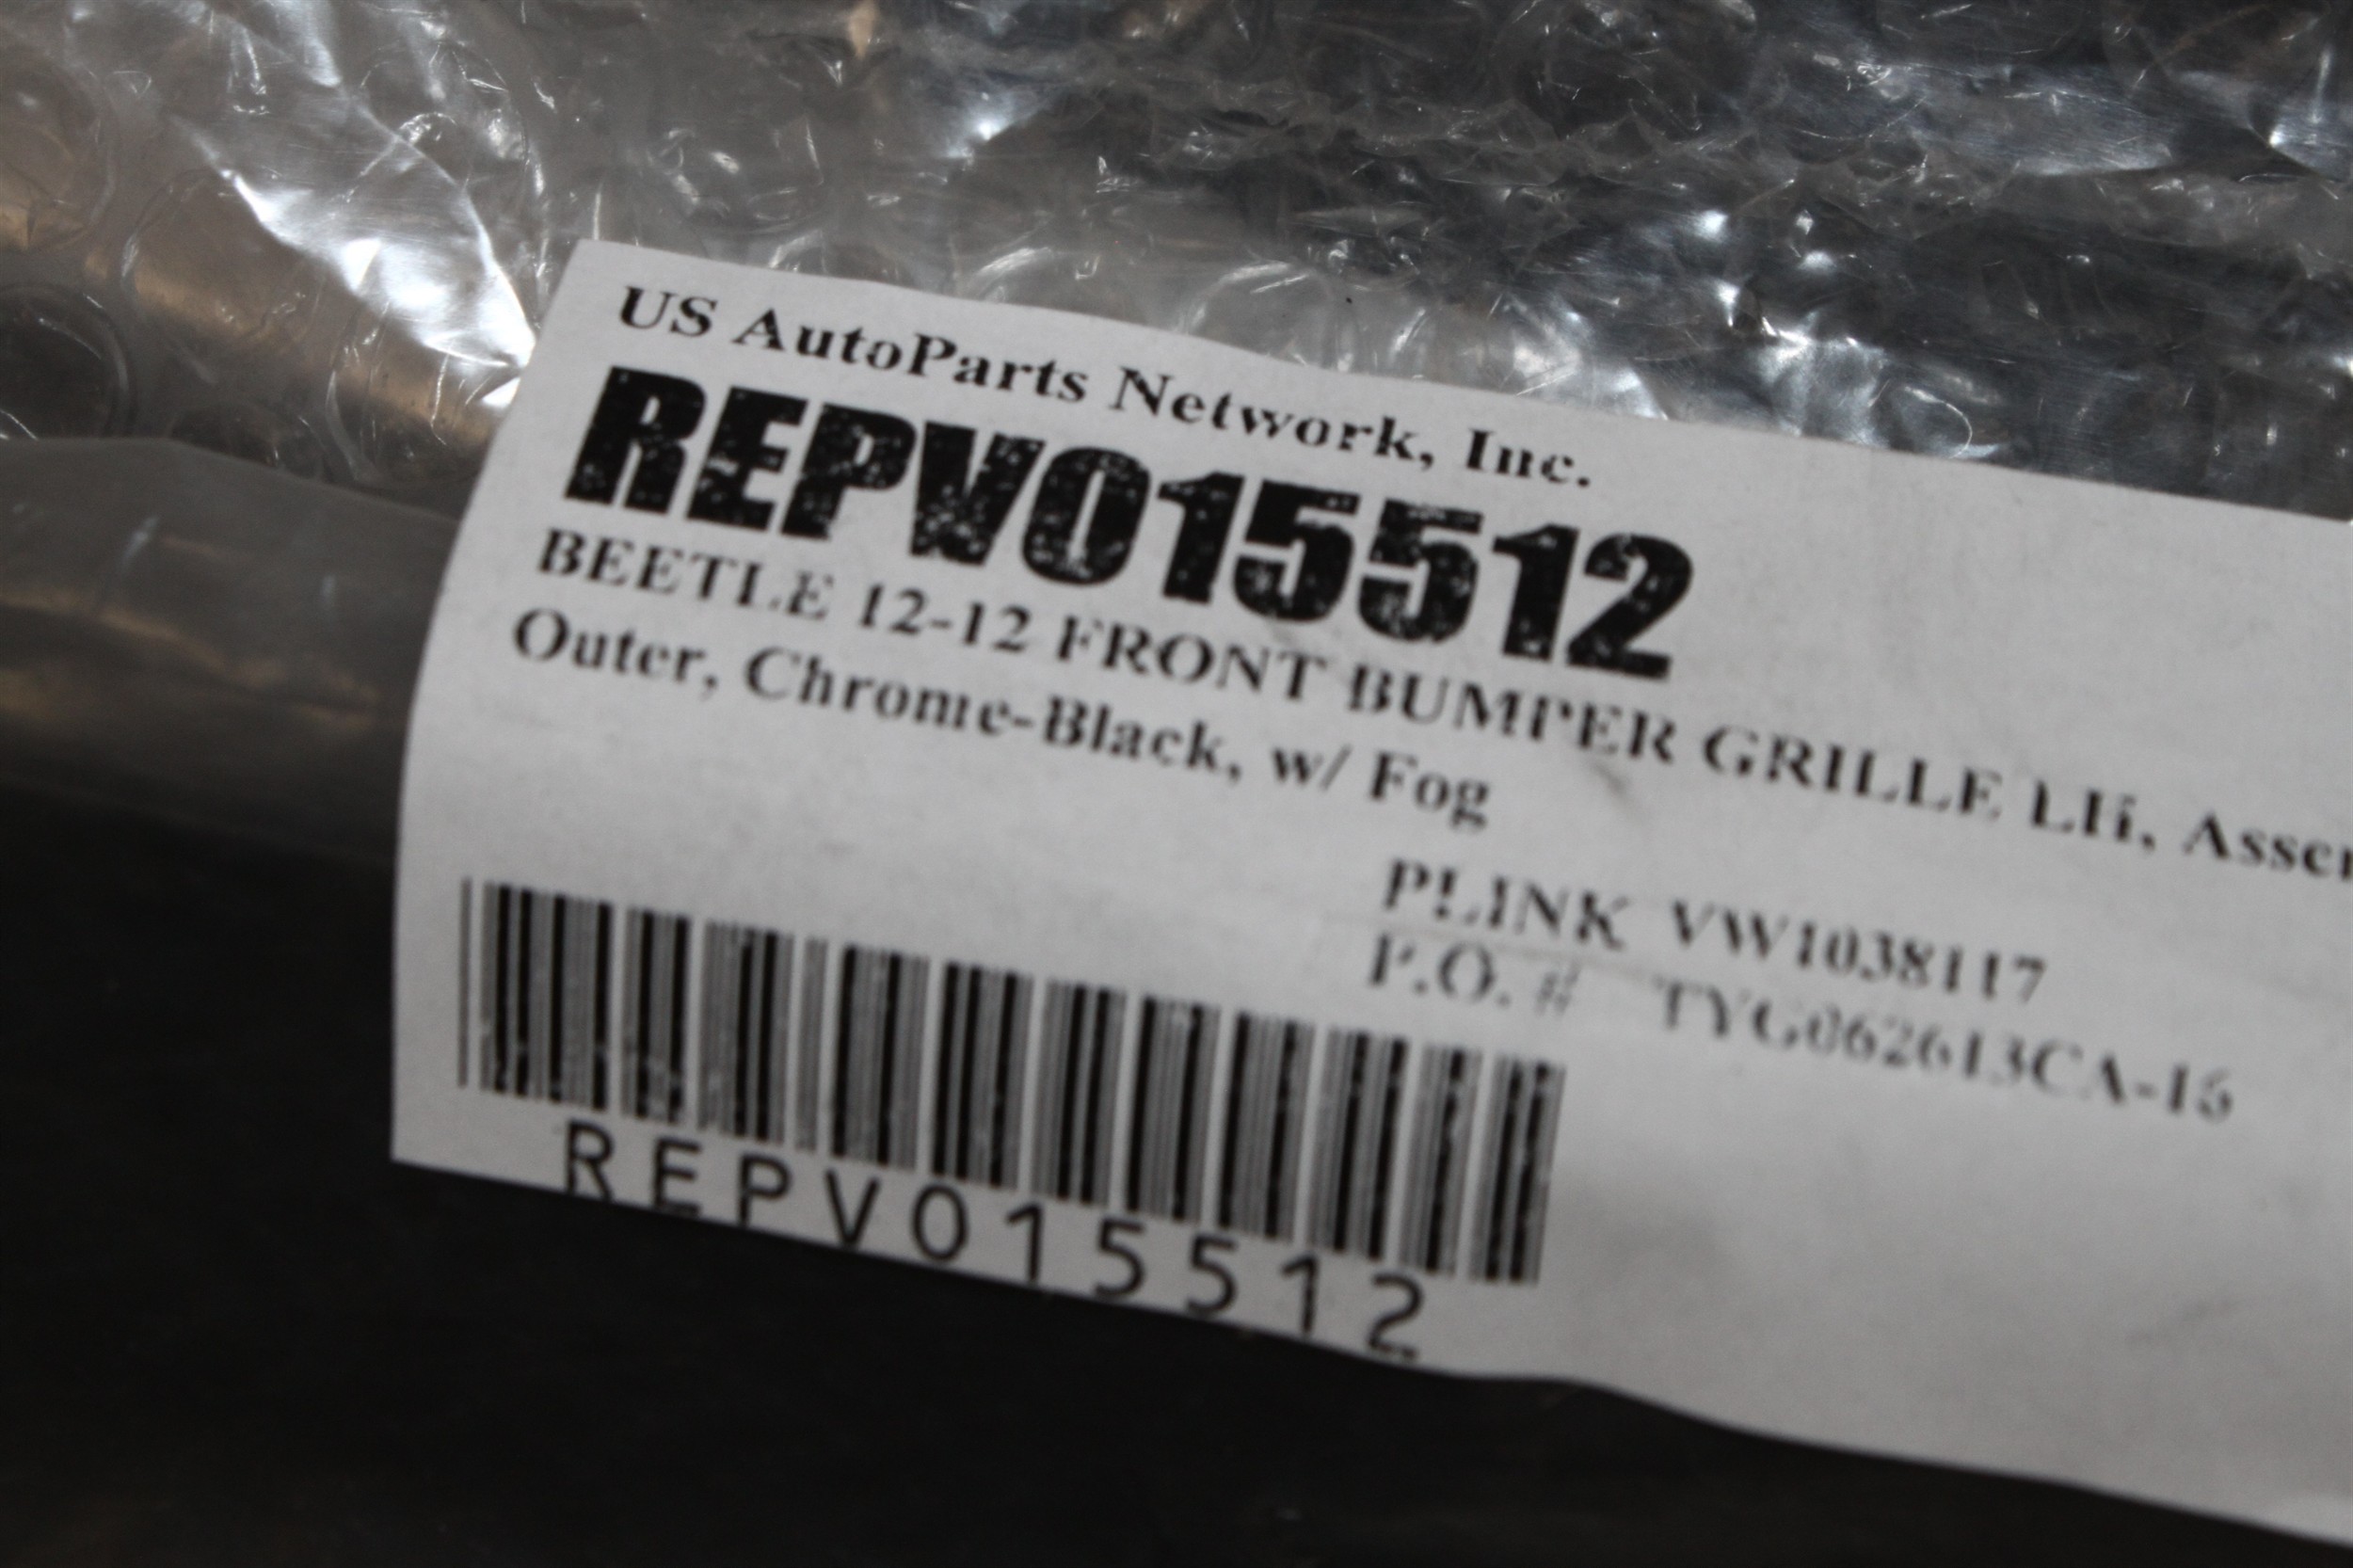 US AutoParts Network, Inc.
REPV015512
BEETLE 12-12 FRONT BUMPER GRILLE LH, Assem
Outer, Chrome-Black, w/ Fog
PLINK VW1038117
P.O. # TYG062613CA-16
REPV015512